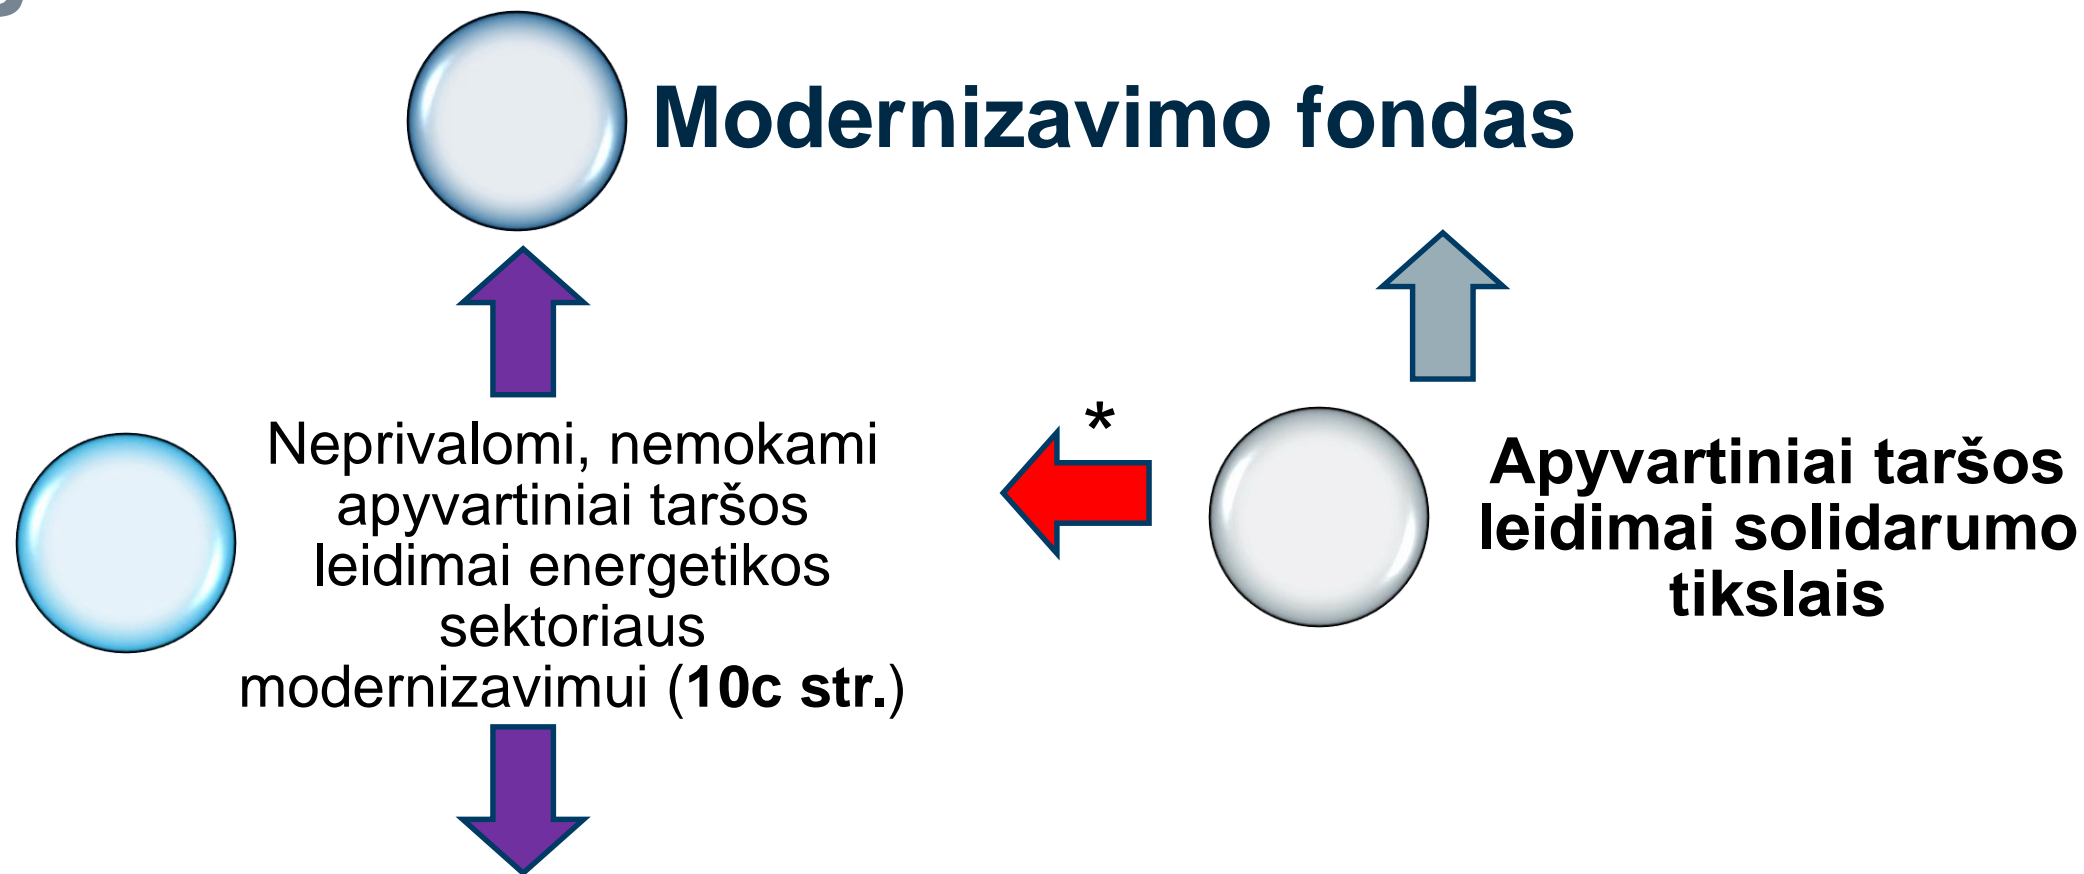 Modernizavimo fondas
*
Neprivalomi, nemokami
apyvartiniai taršos
leidimai energetikos
sektoriaus
modernizavimui (10c str.)
Apyvartiniai taršos
leidimai solidarumo
tikslais